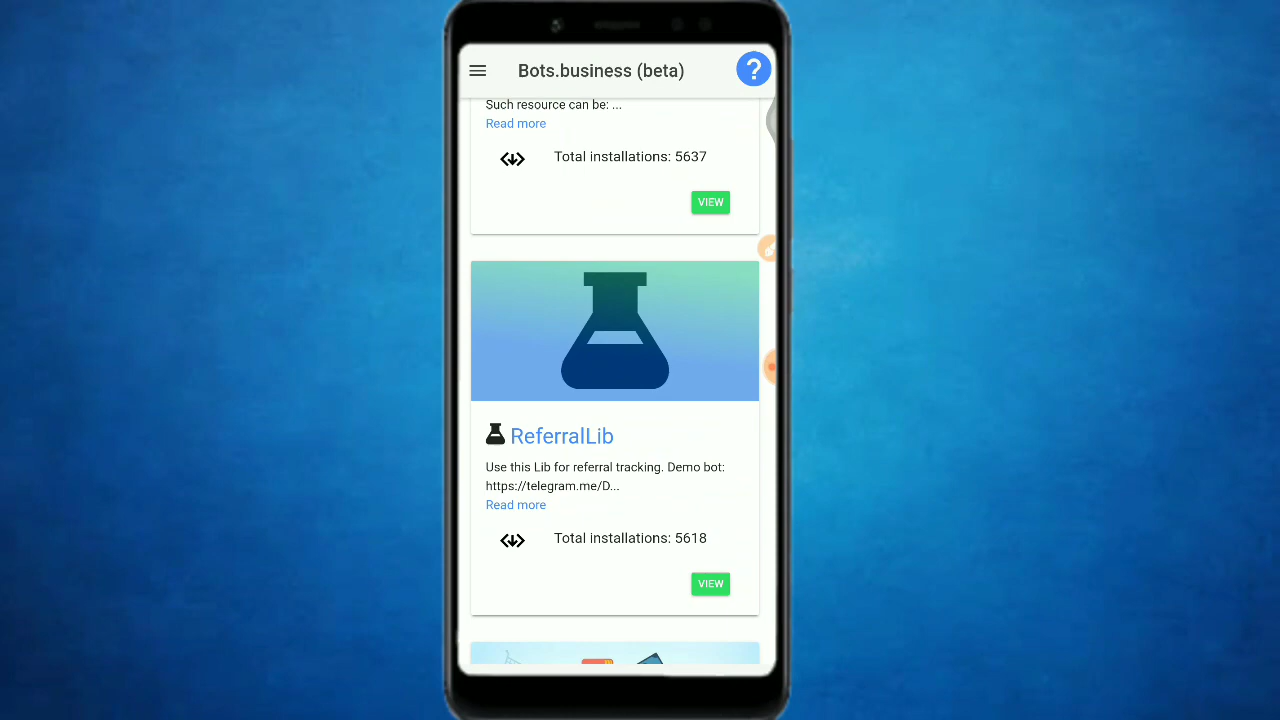 Bots.business (beta)
?
Such resource can be: ...
Read more
Total installations: 5637
VIEW
ReferralLib
Use this Lib for referral tracking. Demo bot:
https://telegram.me/D...
Read more
Total installations: 5618
VIEW